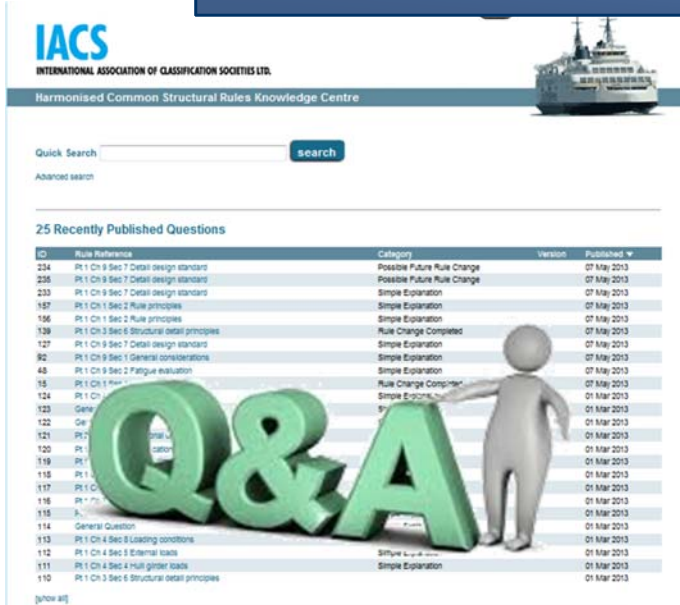 IACS
INTERNATIONAL ASSOCIATION OF CLASSIFICATION SOCIETIES LTD.
Harmonised Common Structural Rules Knowledge Centre
Quick Search search
Advanced search
25 Recently Published Questions
ID Rule Reference Category Version Published ▼
234 Pt 1 Ch 9 Sec 7 Detail design standard Possible Future Rule Change 07 May 2013
235 Pt 1 Ch 9 Sec 7 Detail design standard Possible Future Rule Change 07 May 2013
233 Pt 1 Ch 9 Sec 7 Detail design standard Simple Explanation 07 May 2013
157 Pt 1 Ch 1 Sec 2 Rule principles Simple Explanation 07 May 2013
156 Pt 1 Ch 1 Sec 2 Rule principles Simple Explanation 07 May 2013
139 Pt 1 Ch 3 Sec 6 Structural detail principles Rule Change Completed 07 May 2013
127 Pt 1 Ch 9 Sec 7 Detail design standard Simple Explanation 07 May 2013
92 Pt 1 Ch 9 Sec 1 General considerations Simple Explanation 07 May 2013
48 Pt 1 Ch 9 Sec 2 Fatigue evaluation Simple Explanation 07 May 2013
15 Pt 1 Ch 1 Rule Change 07 May 2013
124 Pt 1 Ch Simple 01 Mar 2013
123 01 Mar 2013
122 01 Mar 2013
121 01 Mar 2013
120 01 Mar 2013
119 01 Mar 2013
118 01 Mar 2013
117 01 Mar 2013
116 01 Mar 2013
115 01 Mar 2013
114 General Question 01 Mar 2013
113 Pt 1 Ch 4 Sec 8 Loading conditions 01 Mar 2013
112 Pt 1 Ch 4 Sec 5 External loads Simple 01 Mar 2013
111 Pt 1 Ch 4 Sec 4 Hull girder loads Simple Explanation 01 Mar 2013
110 Pt 1 Ch 3 Sec 6 Structural detail principles 01 Mar 2013
[show all]
Q&A